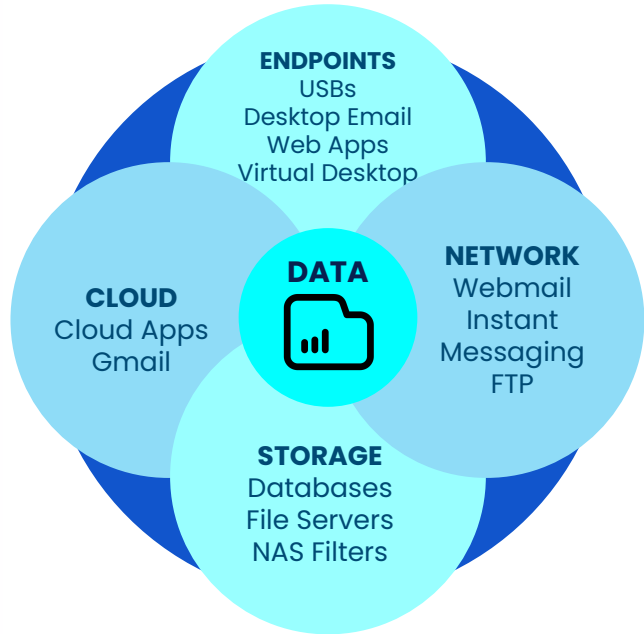 ENDPOINTS
USBs
Desktop Email
Web Apps
Virtual Desktop
CLOUD
Cloud Apps
Gmail
DATA
NETWORK
Webmail
Instant
Messaging
FTP
STORAGE
Databases
File Servers
NAS Filters